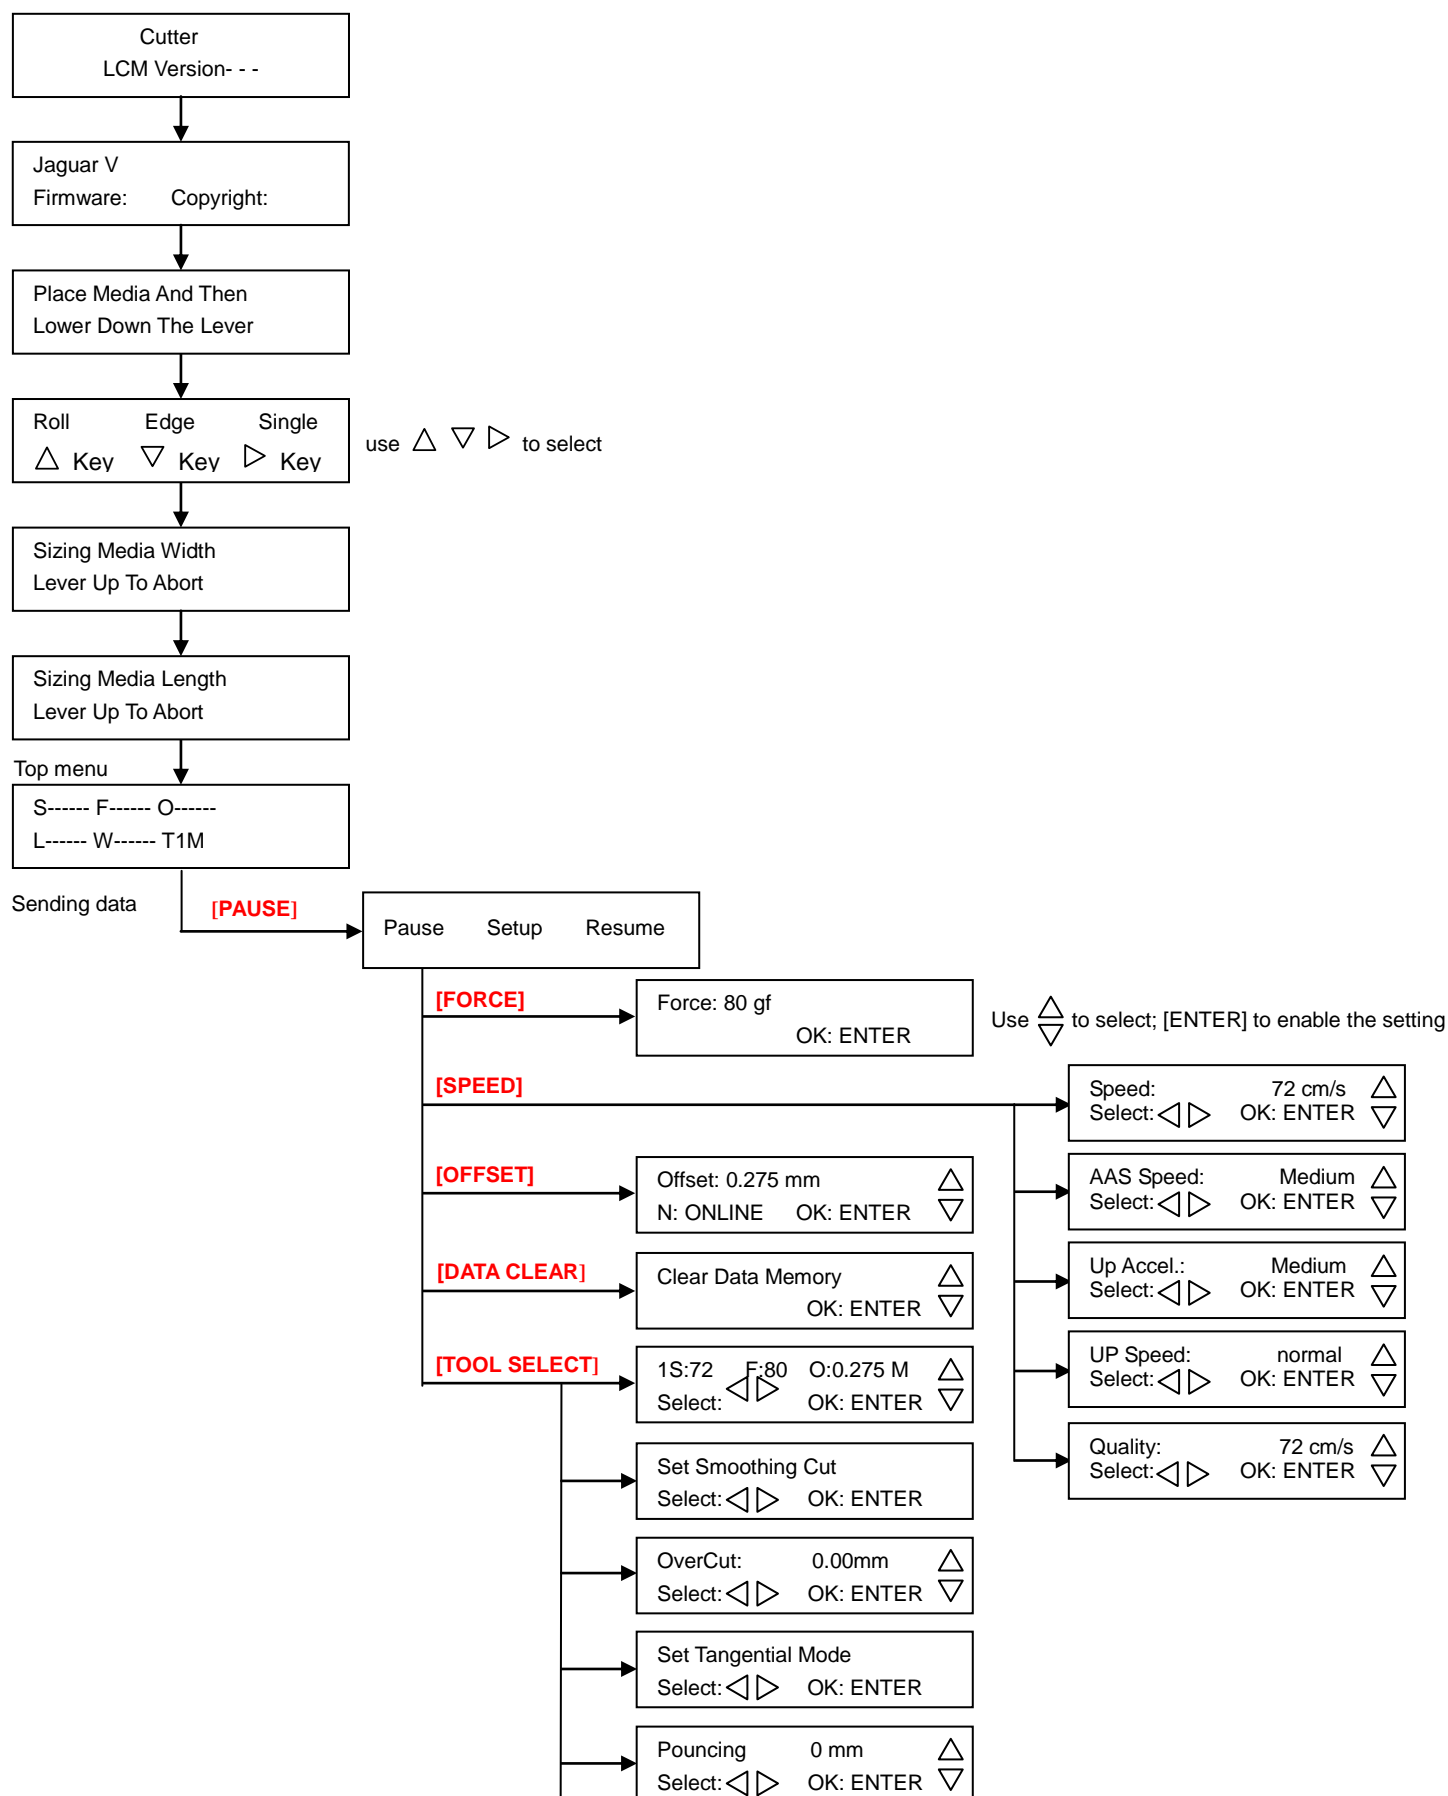 Cutter
LCM Version- - -
Jaguar V
Firmware: Copyright:
Place Media And Then
Lower Down The Lever
Roll Edge Single
△ Key ▽ Key ▷ Key
use △ ▽ ▷ to select
Sizing Media Width
Lever Up To Abort
Sizing Media Length
Lever Up To Abort
Top menu
S------ F------ O------
L------ W------ T1M
Sending data
[PAUSE]
Pause Setup Resume
[FORCE]
Force: 80 gf
OK: ENTER
Use △ ▽ to select; [ENTER] to enable the setting
[SPEED]
Speed: 72 cm/s △
Select: ◁ ▷ OK: ENTER ▽
AAS Speed: Medium △
Select: ◁ ▷ OK: ENTER ▽
Up Accel.: Medium △
Select: ◁ ▷ OK: ENTER ▽
UP Speed: normal △
Select: ◁ ▷ OK: ENTER ▽
Quality: 72 cm/s △
Select: ◁ ▷ OK: ENTER ▽
[OFFSET]
Offset: 0.275 mm △
N: ONLINE OK: ENTER ▽
[DATA CLEAR]
Clear Data Memory △
OK: ENTER ▽
[TOOL SELECT]
1S:72 F:80 O:0.275 M △
Select: ◁ ▷ OK: ENTER ▽
Set Smoothing Cut
Select: ◁ ▷ OK: ENTER
OverCut: 0.00mm △
Select: ◁ ▷ OK: ENTER ▽
Set Tangential Mode
Select: ◁ ▷ OK: ENTER
Pouncing 0 mm △
Select: ◁ ▷ OK: ENTER ▽